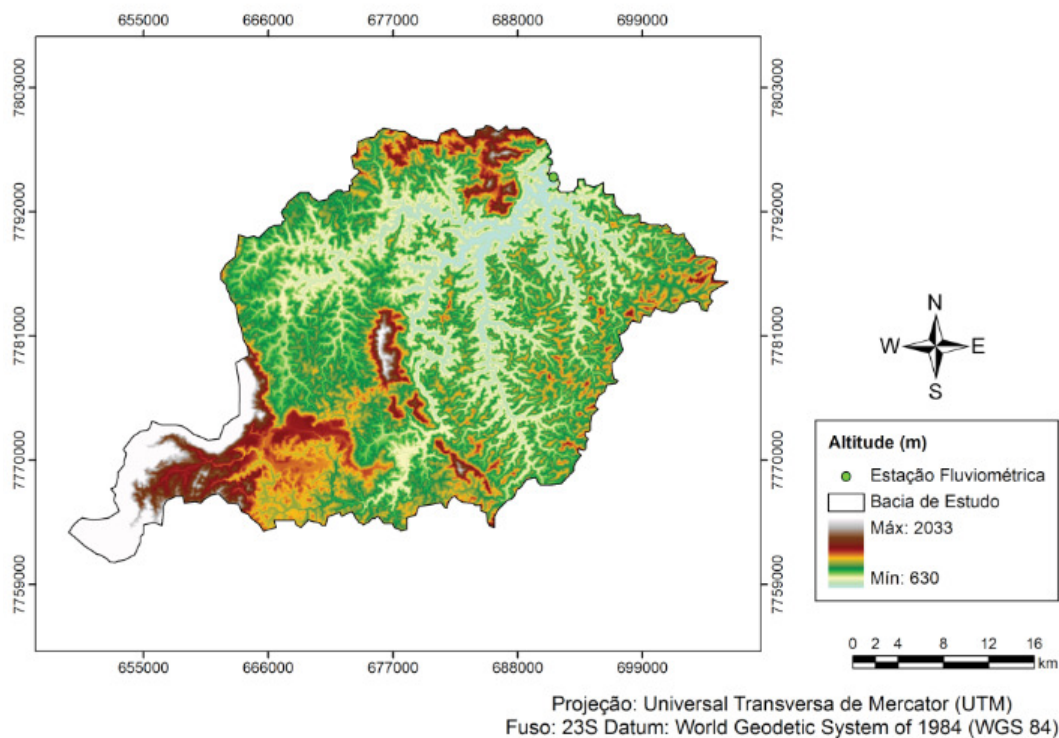 655000 666000 677000 688000 699000
7803000 7803000
7792000 7792000
7781000 7781000
7770000 7770000
7759000 7759000
655000 666000 677000 688000 699000
N
W E
S
Altitude (m)
Estação Fluviométrica
Bacia de Estudo
Máx: 2033
Mín: 630
0 2 4 8 12 16
km
Projeção: Universal Transversa de Mercator (UTM)
Fuso: 23S Datum: World Geodetic System of 1984 (WGS 84)